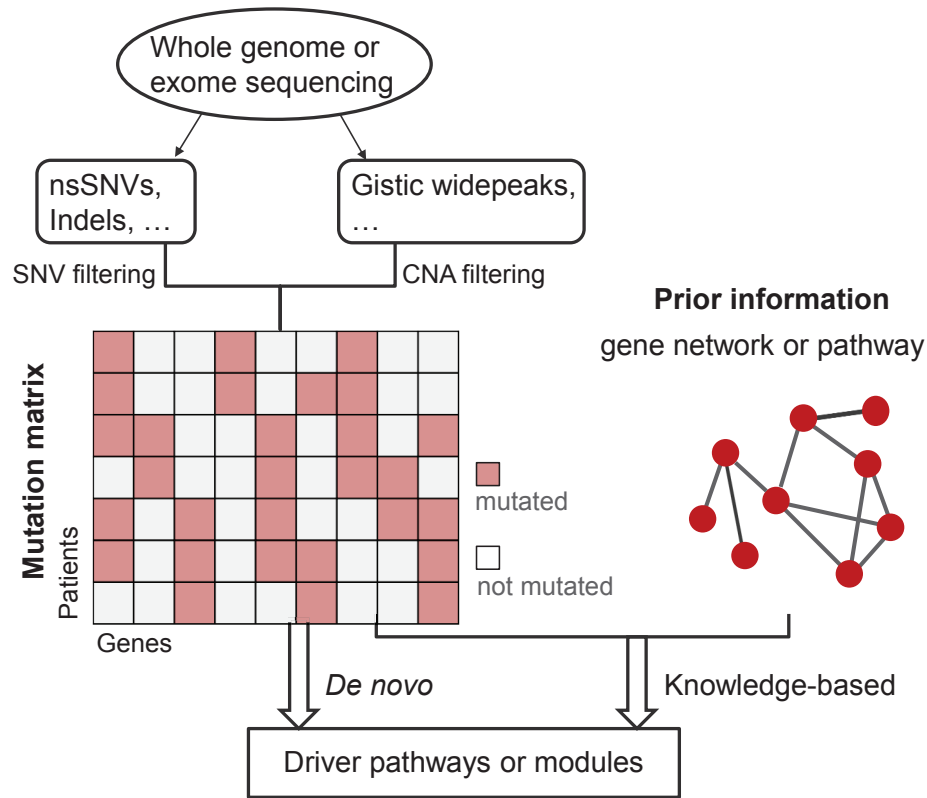 Whole genome or
exome sequencing
nsSNVs,
Indels, …
Gistic widepeaks,
…
SNV filtering
CNA filtering
Prior information
gene network or pathway
Mutation matrix
Patients
Genes
mutated
not mutated
De novo
Knowledge-based
Driver pathways or modules